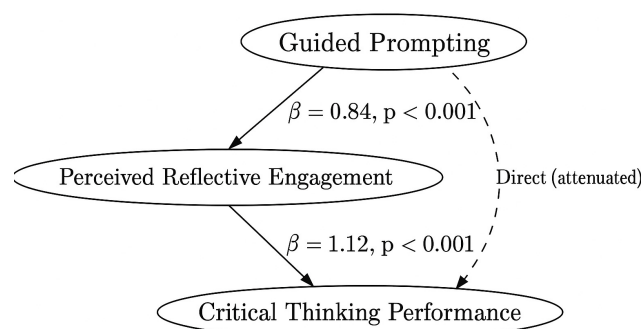 Guided Prompting
β = 0.84, p < 0.001
Perceived Reflective Engagement
Direct (attenuated)
β = 1.12, p < 0.001
Critical Thinking Performance